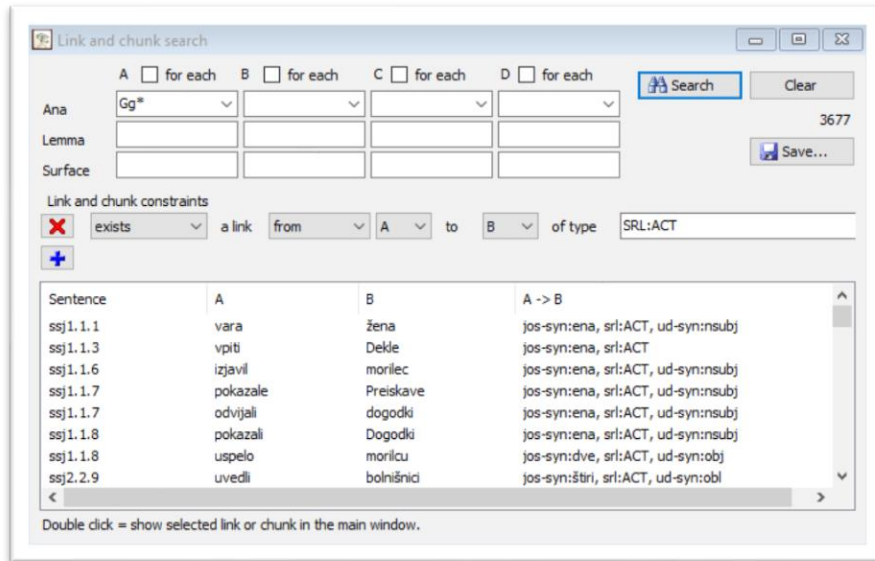 Link and chunk search
A for each B for each C for each D for each
Search Clear
Ana Gg*
3677
Lemma
Save...
Surface
Link and chunk constraints
exists a link from A to B of type SRL:ACT
Sentence A B A -> B
ssj1.1.1 vara žena jos-syn:ena, srl:ACT, ud-syn:nsubj
ssj1.1.3 vpiti Dekle jos-syn:ena, srl:ACT
ssj1.1.6 izjavil morilec jos-syn:ena, srl:ACT, ud-syn:nsubj
ssj1.1.7 pokazale Preiskave jos-syn:ena, srl:ACT, ud-syn:nsubj
ssj1.1.7 odvijali dogodki jos-syn:ena, srl:ACT, ud-syn:nsubj
ssj1.1.8 pokazali Dogodki jos-syn:ena, srl:ACT, ud-syn:nsubj
ssj1.1.8 uspelo morilcu jos-syn:dve, srl:ACT, ud-syn:obj
ssj2.2.9 uvedli bolnišnici jos-syn:štiri, srl:ACT, ud-syn:obl
Double click = show selected link or chunk in the main window.